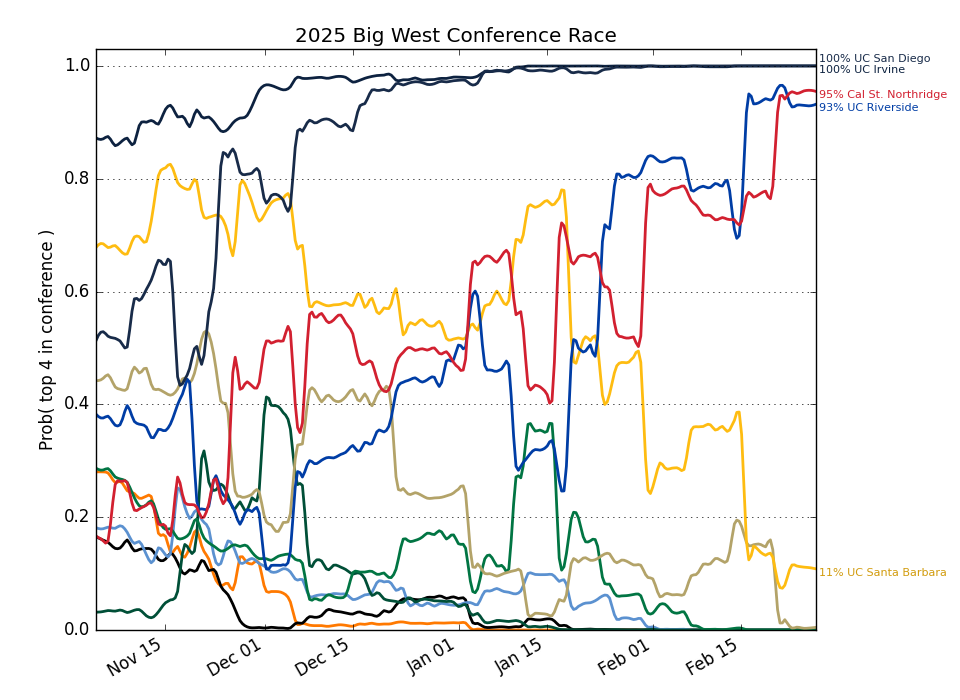 2025 Big West Conference Race
Prob( top 4 in conference )
1.0
0.8
0.6
0.4
0.2
0.0
Nov 15
Dec 01
Dec 15
Jan 01
Jan 15
Feb 01
Feb 15
100% UC San Diego
100% UC Irvine
95% Cal St. Northridge
93% UC Riverside
11% UC Santa Barbara